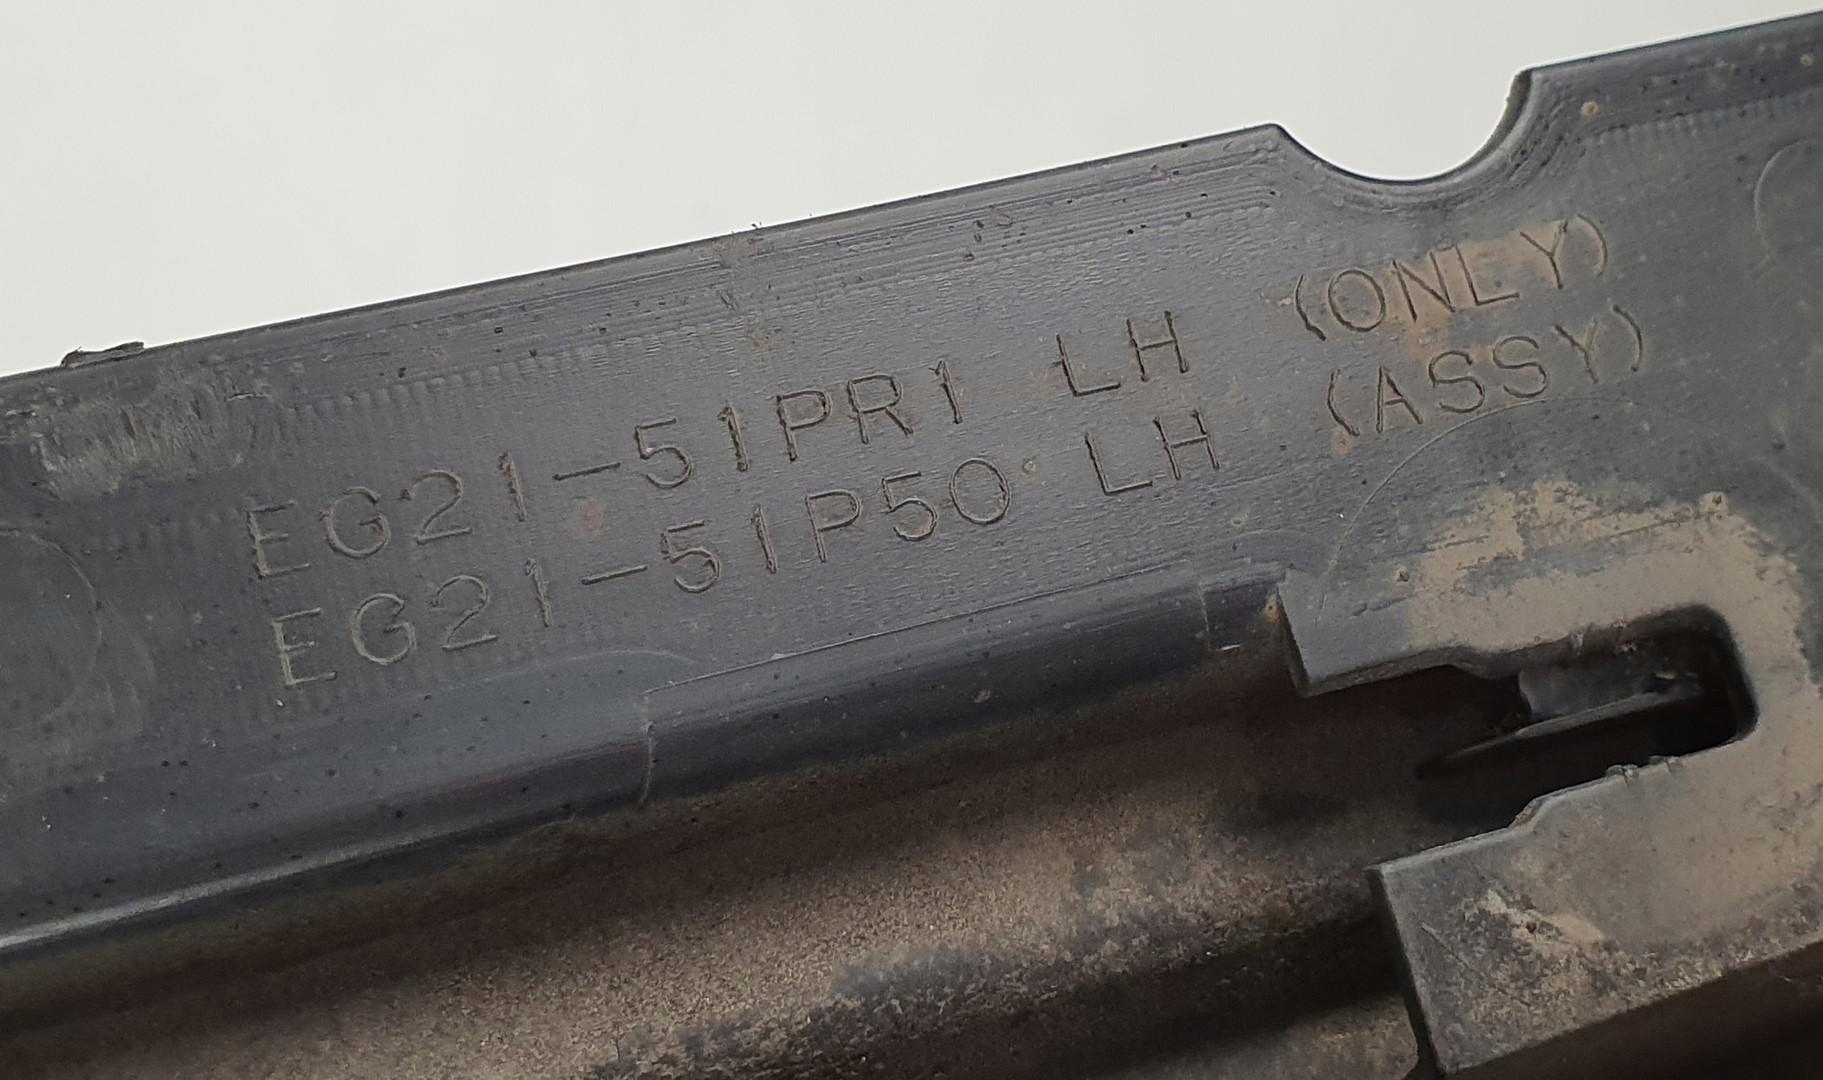 EG21-51PR1 LH (ONLY)
EG21-51P50 LH (ASSY)